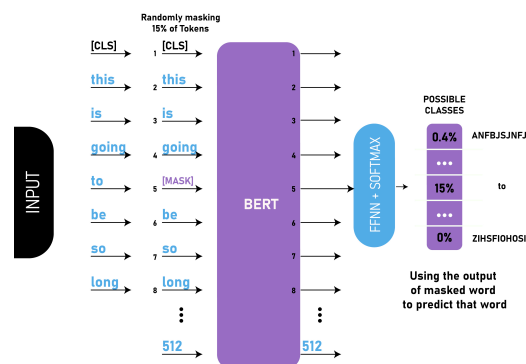 Randomly masking
15% of Tokens
[CLS] [CLS] 1 1
this 2 this 2
is 3 is 3
going 4 going 4
to 5 [MASK] 5
be 6 be 6
so 7 so 7
long 8 long 8
512 512
INPUT
BERT
FFNN + SOFTMAX
POSSIBLE
CLASSES
0.4% ANFBJSJNFJ
15% to
0% ZIHSFIOHOSI
Using the output
of masked word
to predict that word